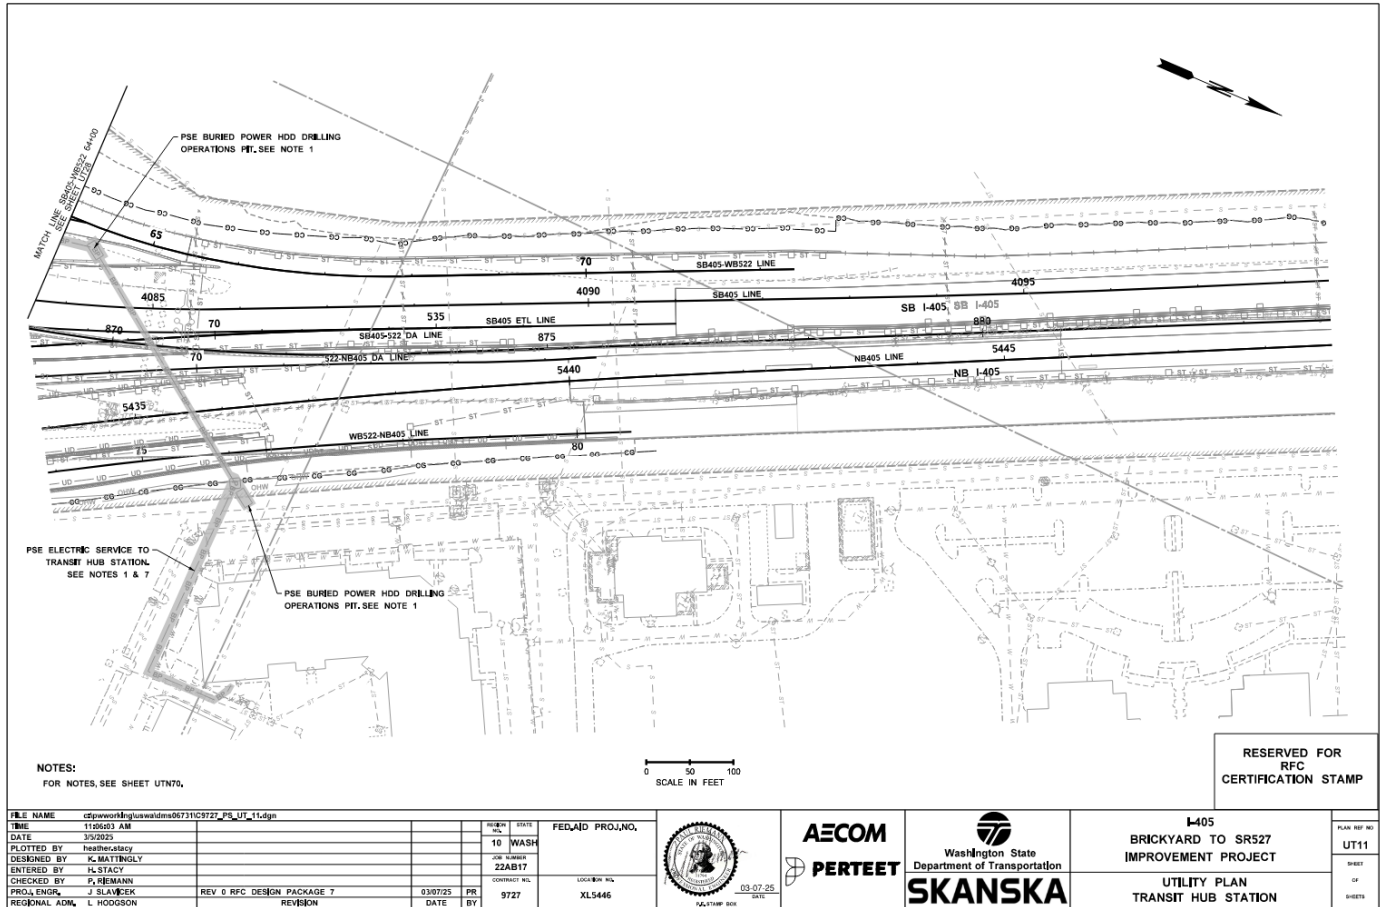 PSE BURIED POWER HDD DRILLING
OPERATIONS PIT. SEE NOTE 1
MATCH LINE SB405-WB522 64+00
SEE SHEET UT28
N
65
70
SB405-WB522 LINE
4085
4090
SB405 LINE
4095
SB I-405 SB I-405
870
70
535
SB405 ETL LINE
880
SB405-522 DA LINE
875
70
522-NB405 DA LINE
5445
NB405 LINE
5440
NB I-405
5435
WB522-NB405 LINE
75
80
PSE ELECTRIC SERVICE TO
TRANSIT HUB STATION.
SEE NOTES 1 & 7
PSE BURIED POWER HDD DRILLING
OPERATIONS PIT. SEE NOTE 1
NOTES:
FOR NOTES, SEE SHEET UTN70.
0 50 100
SCALE IN FEET
RESERVED FOR
RFC
CERTIFICATION STAMP
FILE NAME c:\pwworking\uswa\dms06731\C9727_PS_UT_11.dgn
TIME 11:06:03 AM
DATE 3/5/2025
PLOTTED BY heather.stacy
DESIGNED BY K. MATTINGLY
ENTERED BY H. STACY
CHECKED BY P. RIEMANN
PROJ. ENGR. J SLAVICEK
REGIONAL ADM. L HODGSON
REV 0 RFC DESIGN PACKAGE 7 03/07/25 PR
REVISION DATE BY
REGION NO. STATE
10 WASH
JOB NUMBER
22AB17
CONTRACT NO.
9727
FED.AID PROJ.NO.
LOCATION NO.
XL5446
PAUL RIEMANN
STATE OF WASHINGTON
03-07-25
DATE
P.E. STAMP BOX
AECOM
PERTEET
Washington State
Department of Transportation
SKANSKA
I-405
BRICKYARD TO SR527
IMPROVEMENT PROJECT
UTILITY PLAN
TRANSIT HUB STATION
PLAN REF NO
UT11
SHEET
OF
SHEETS